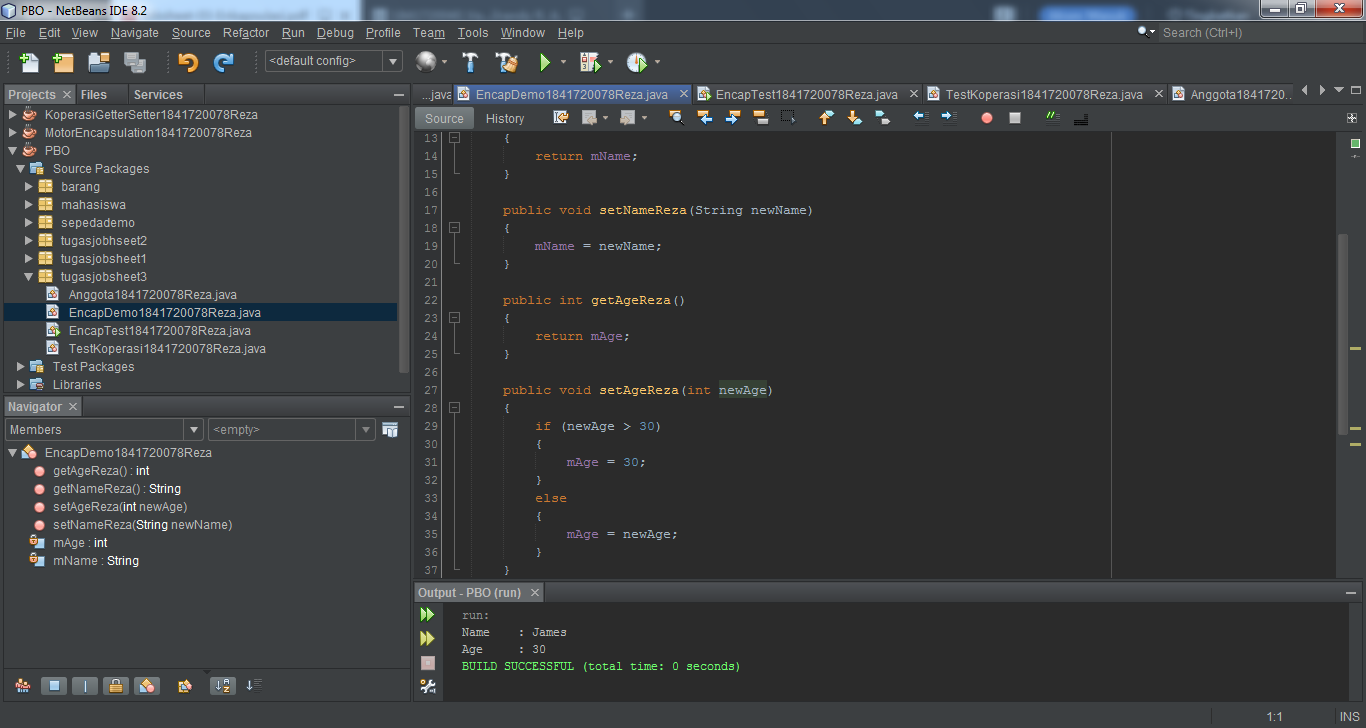 PBO - NetBeans IDE 8.2
File Edit View Navigate Source Refactor Run Debug Profile Team Tools Window Help
Search (Ctrl+I)
<default config>
Projects Files Services
KoperasiGetterSetter1841720078Reza
MotorEncapsulation1841720078Reza
PBO
Source Packages
barang
mahasiswa
sepedademo
tugasjobhseet2
tugasjobsheet1
tugasjobsheet3
Anggota1841720078Reza.java
EncapDemo1841720078Reza.java
EncapTest1841720078Reza.java
TestKoperasi1841720078Reza.java
Test Packages
Libraries
Navigator
Members <empty>
EncapDemo1841720078Reza
getAgeReza() : int
getNameReza() : String
setAgeReza(int newAge)
setNameReza(String newName)
mAge : int
mName : String
...java EncapDemo1841720078Reza.java EncapTest1841720078Reza.java TestKoperasi1841720078Reza.java Anggota1841720..
Source History
13 {
14 return mName;
15 }
16
17 public void setNameReza(String newName)
18 {
19 mName = newName;
20 }
21
22 public int getAgeReza()
23 {
24 return mAge;
25 }
26
27 public void setAgeReza(int newAge)
28 {
29 if (newAge > 30)
30 {
31 mAge = 30;
32 }
33 else
34 {
35 mAge = newAge;
36 }
37 }
Output - PBO (run)
run:
Name : James
Age : 30
BUILD SUCCESSFUL (total time: 0 seconds)
1:1 INS